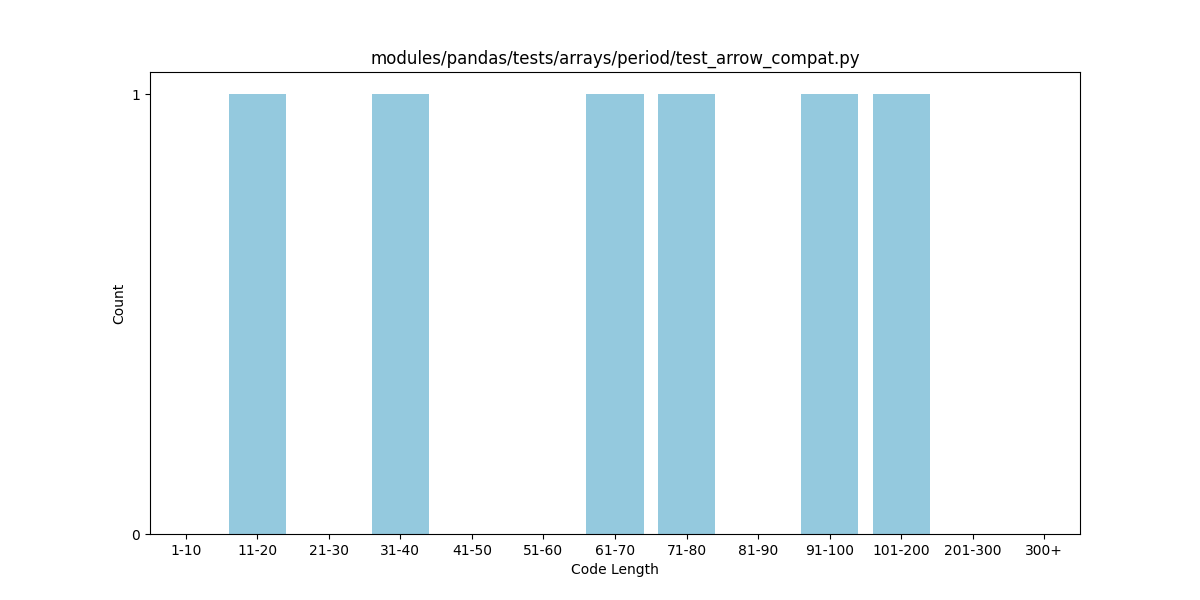 modules/pandas/tests/arrays/period/test_arrow_compat.py
1
Count
0
1-10 11-20 21-30 31-40 41-50 51-60 61-70 71-80 81-90 91-100 101-200 201-300 300+
Code Length